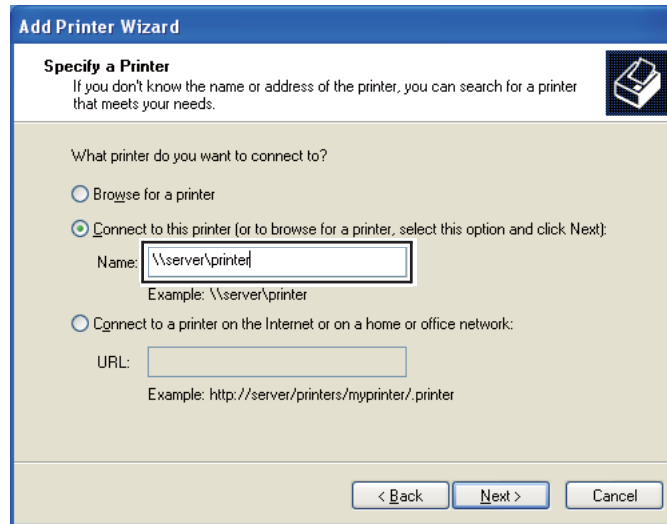 Add Printer Wizard
Specify a Printer
If you don't know the name or address of the printer, you can search for a printer
that meets your needs.
What printer do you want to connect to?
Browse for a printer
Connect to this printer (or to browse for a printer, select this option and click Next):
Name: \\server\printer
Example: \\server\printer
Connect to a printer on the Internet or on a home or office network:
URL:
Example: http://server/printers/myprinter/.printer
< Back Next > Cancel